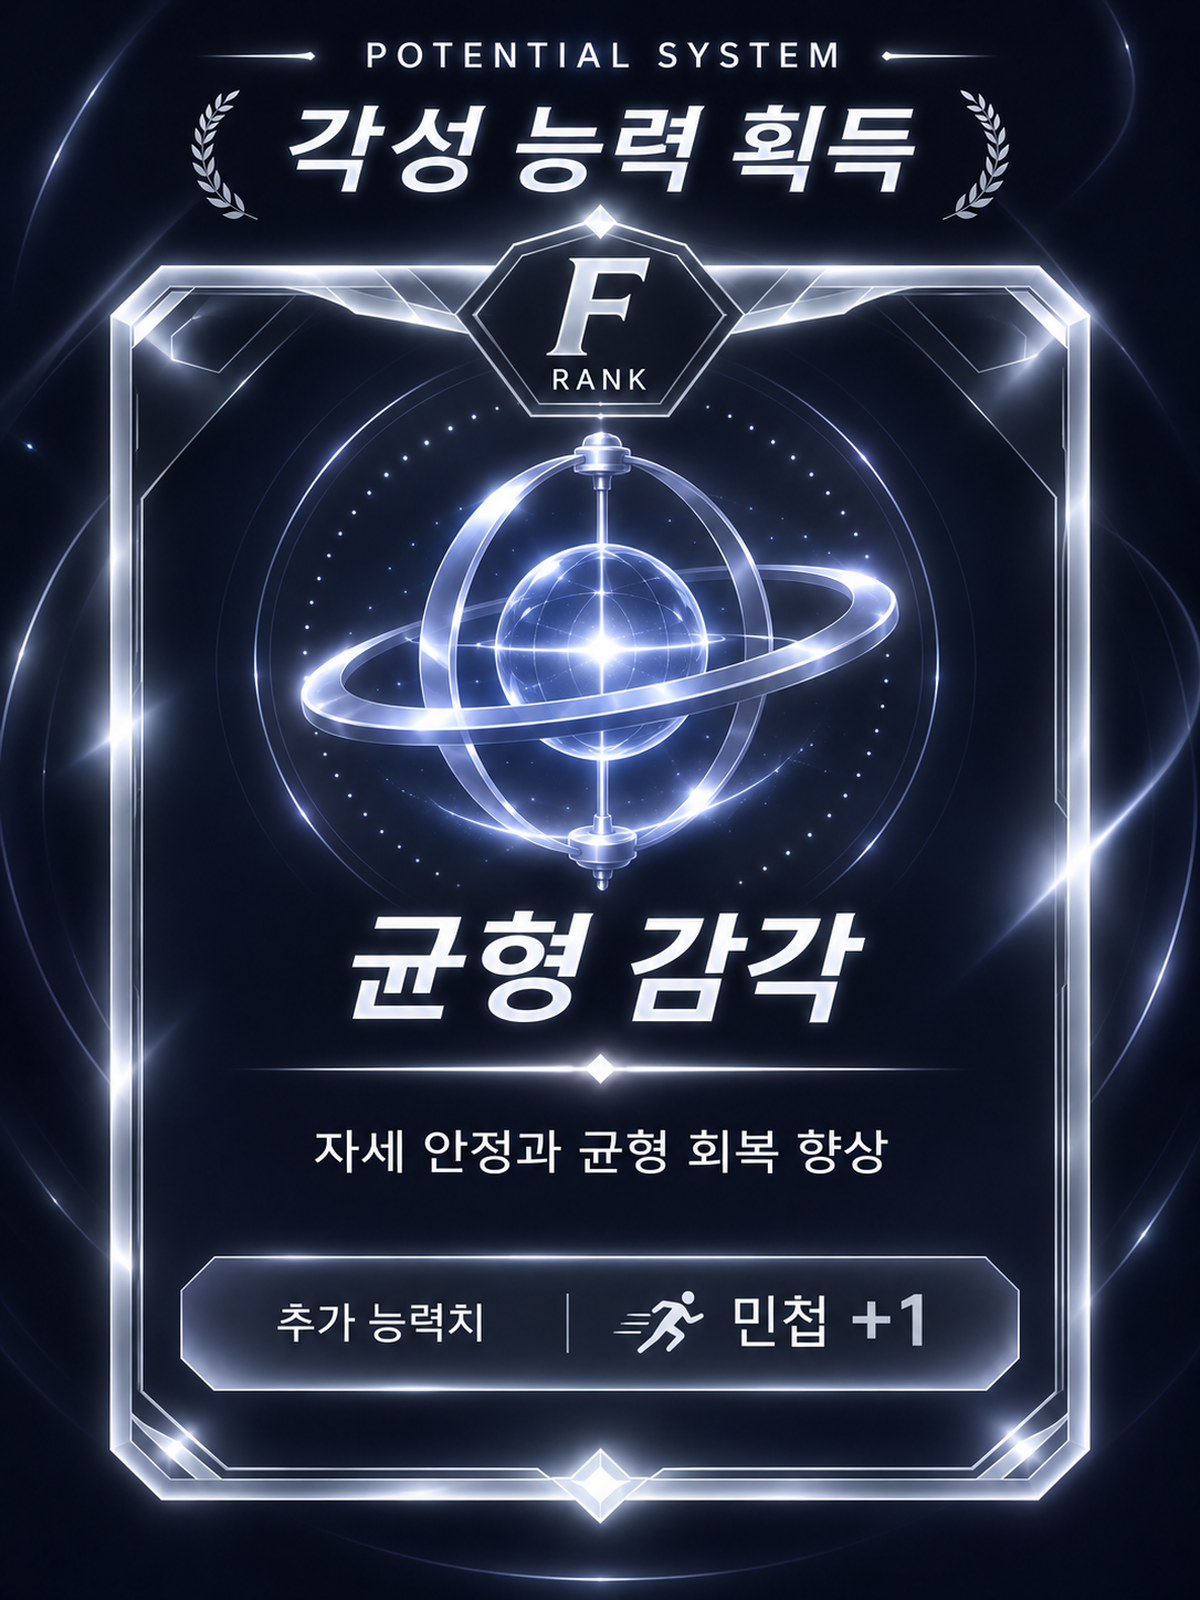 POTENTIAL SYSTEM
각성 능력 획득
F
RANK
균형 감각
자세 안정과 균형 회복 향상
추가 능력치 민첩 +1